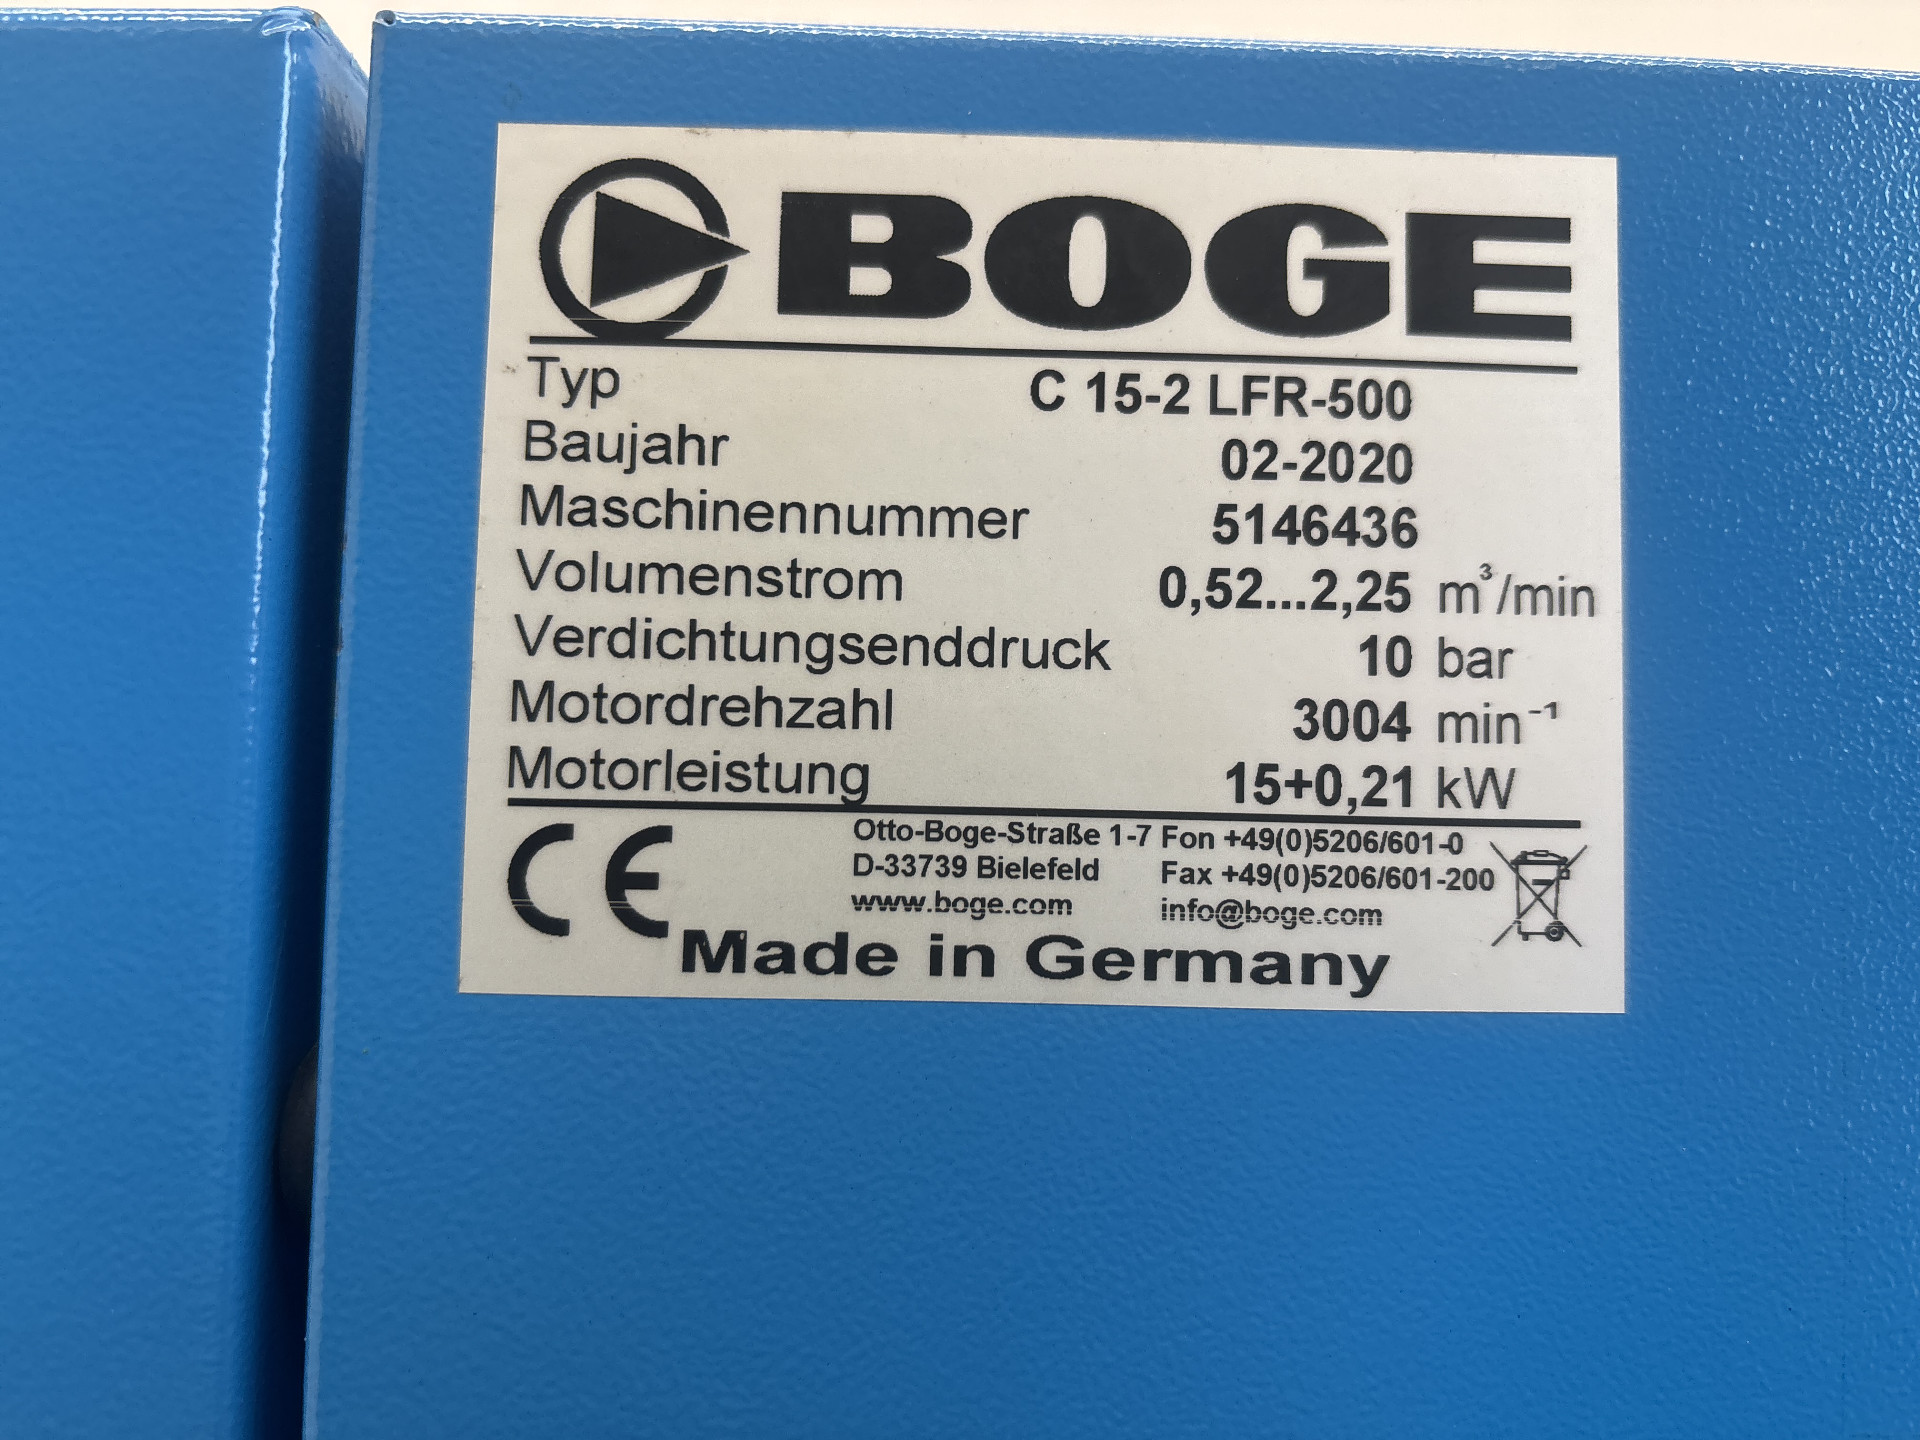 BOGE
Typ C 15-2 LFR-500
Baujahr 02-2020
Maschinennummer 5146436
Volumenstrom 0,52...2,25 m³/min
Verdichtungsenddruck 10 bar
Motordrehzahl 3004 min⁻¹
Motorleistung 15+0,21 kW
CE
Otto-Boge-Straße 1-7 Fon +49(0)5206/601-0
D-33739 Bielefeld Fax +49(0)5206/601-200
www.boge.com info@boge.com
Made in Germany